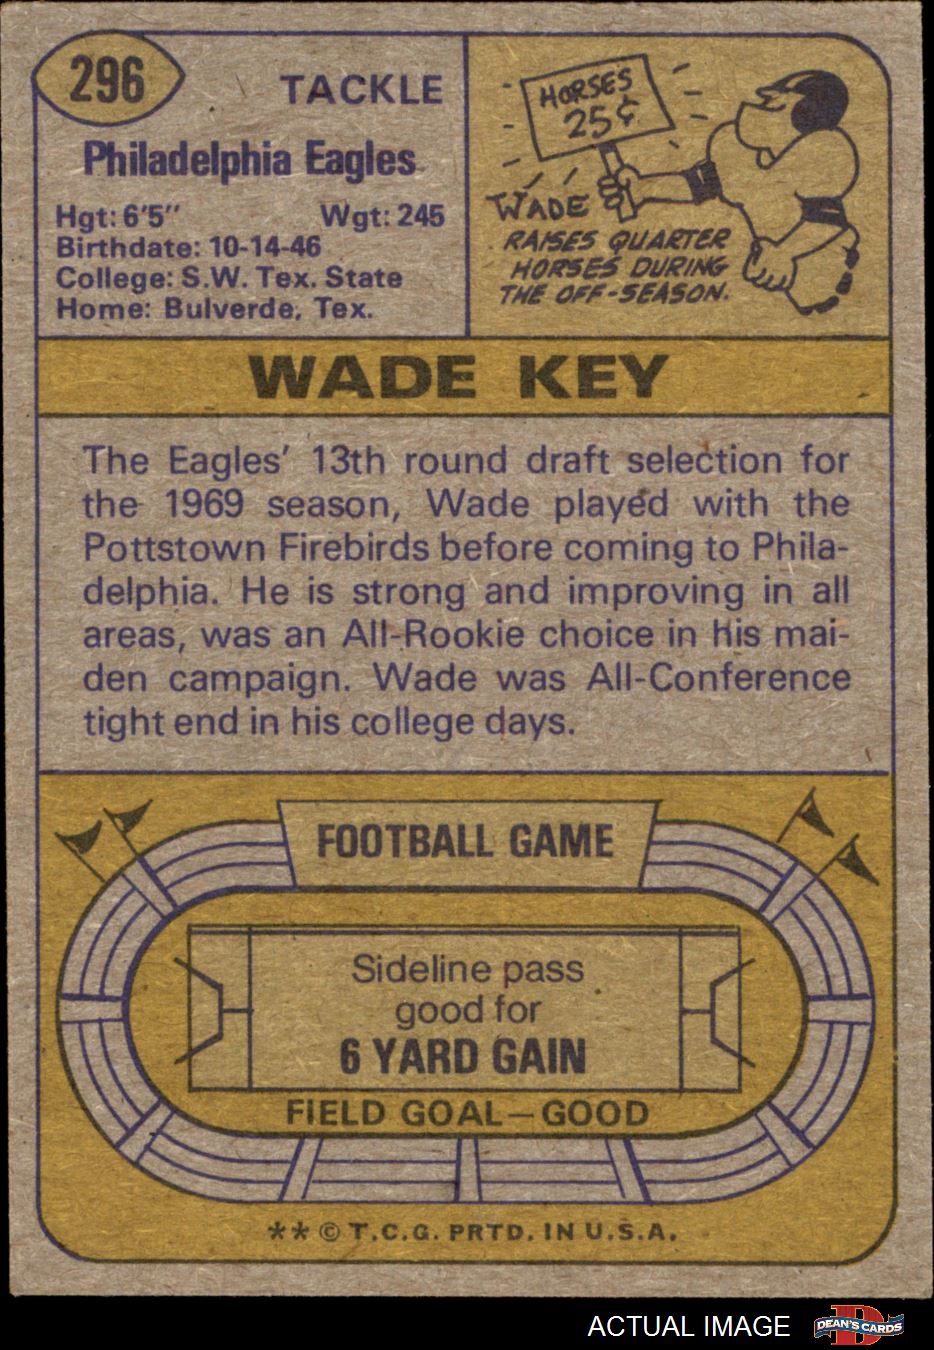 296
TACKLE
Philadelphia Eagles
Hgt: 6'5" Wgt: 245
Birthdate: 10-14-46
College: S.W. Tex. State
Home: Bulverde, Tex.
HORSES
25¢
WADE
RAISES QUARTER
HORSES DURING
THE OFF-SEASON.
WADE KEY
The Eagles' 13th round draft selection for
the 1969 season, Wade played with the
Pottstown Firebirds before coming to Phila-
delphia. He is strong and improving in all
areas, was an All-Rookie choice in his mai-
den campaign. Wade was All-Conference
tight end in his college days.
FOOTBALL GAME
Sideline pass
good for
6 YARD GAIN
FIELD GOAL—GOOD
** © T.C.G. PRTD. IN U.S.A.
ACTUAL IMAGE
D
DEAN'S CARDS